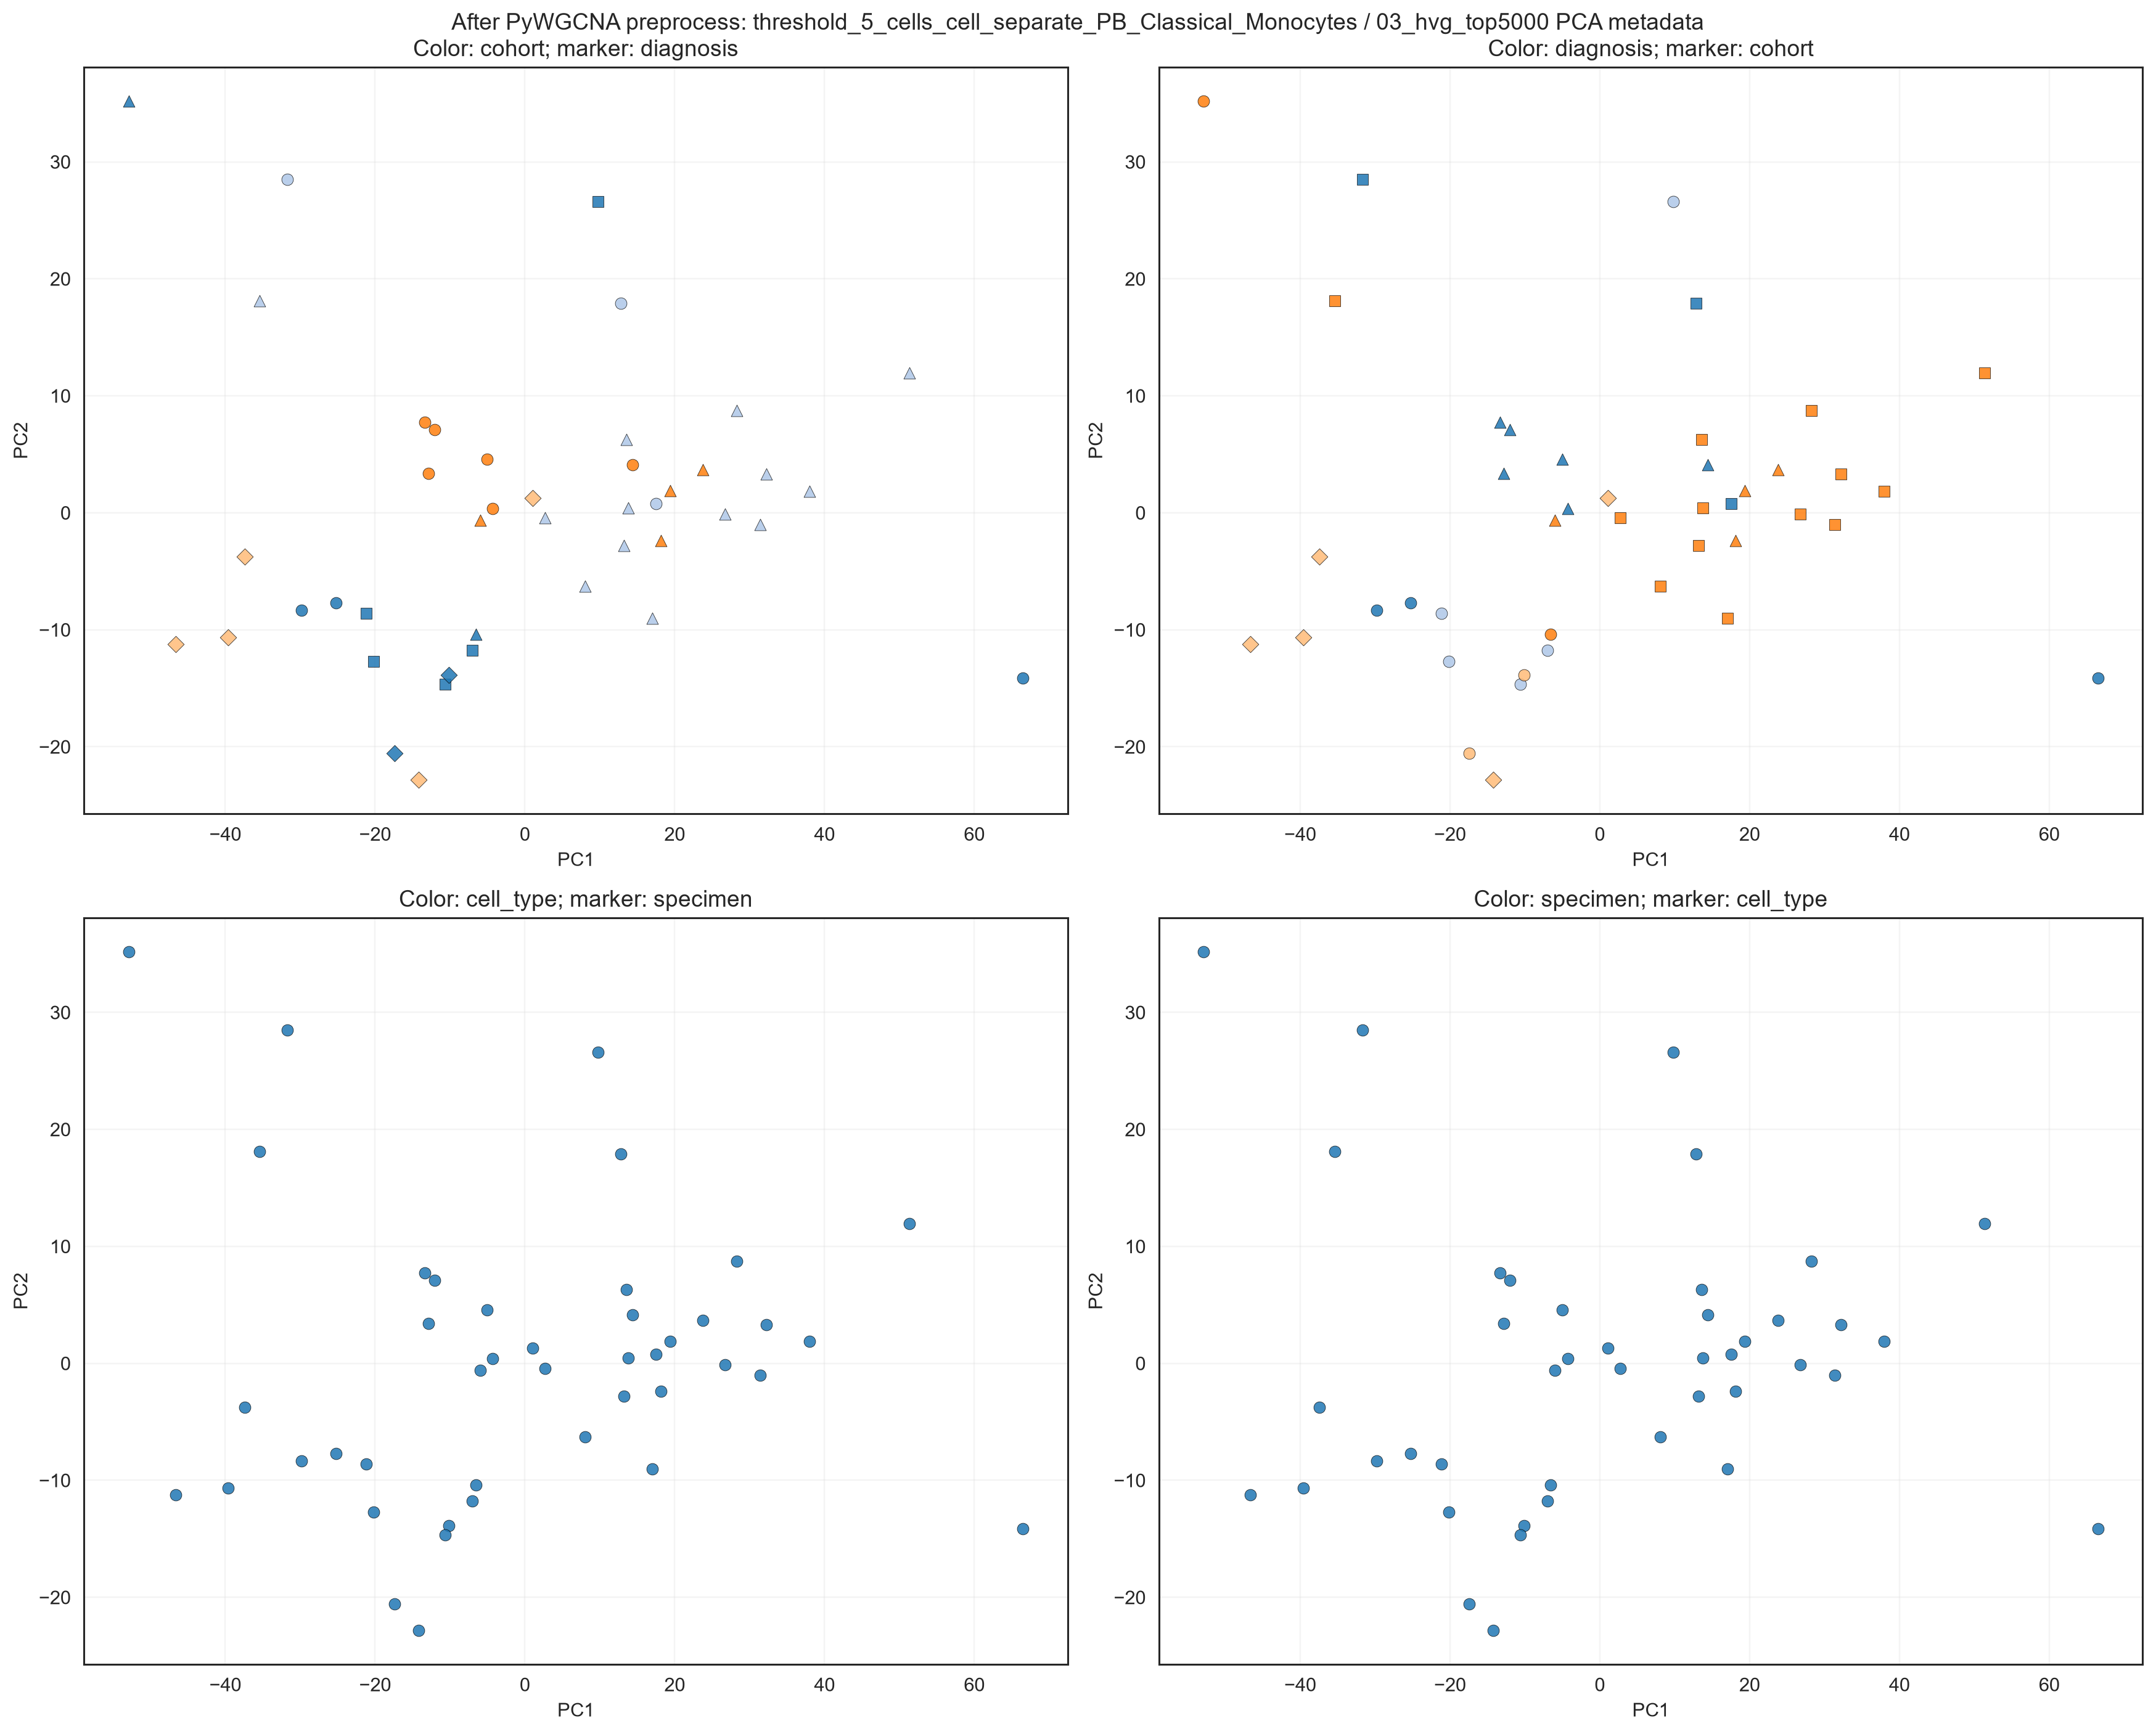 After PyWGCNA preprocess: threshold_5_cells_cell_separate_PB_Classical_Monocytes / 03_hvg_top5000 PCA metadata
Color: cohort; marker: diagnosis
30
20
10
0
−10
−20
PC2
−40 −20 0 20 40 60
PC1
Color: diagnosis; marker: cohort
30
20
10
0
−10
−20
PC2
−40 −20 0 20 40 60
PC1
Color: cell_type; marker: specimen
30
20
10
0
−10
−20
PC2
−40 −20 0 20 40 60
PC1
Color: specimen; marker: cell_type
30
20
10
0
−10
−20
PC2
−40 −20 0 20 40 60
PC1